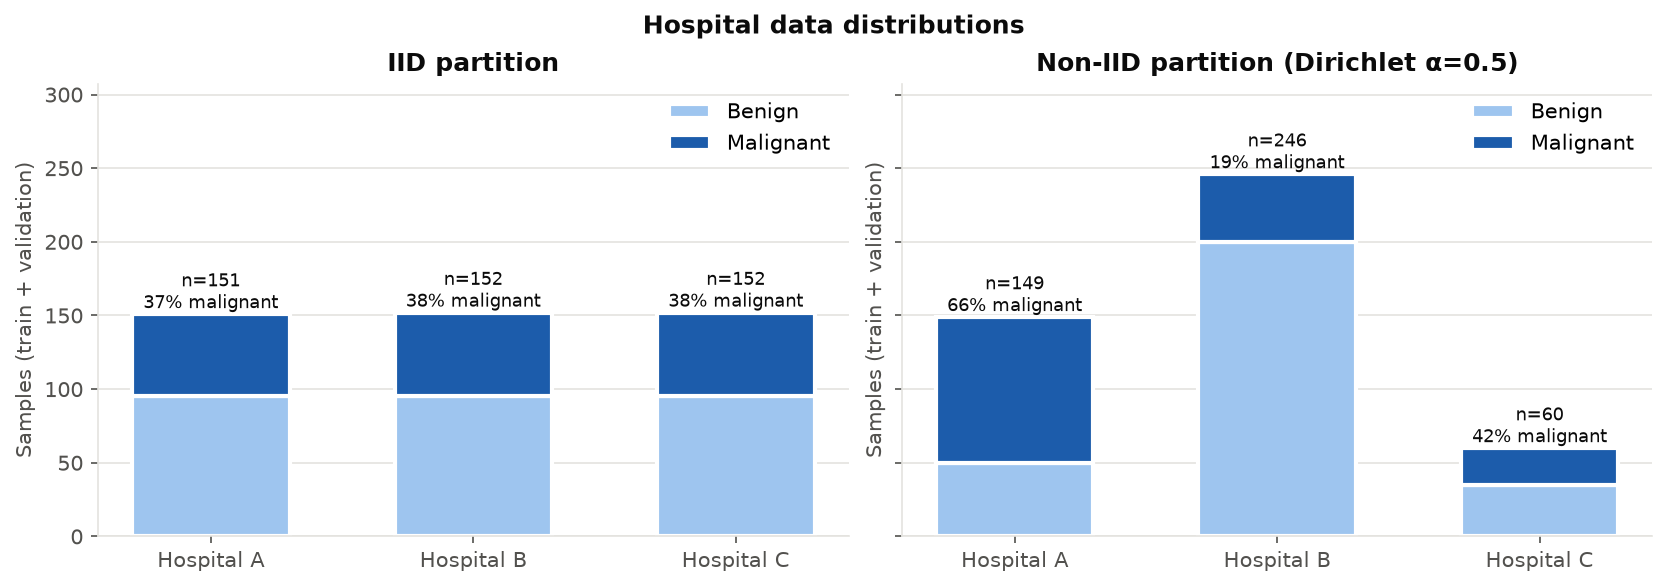 Hospital data distributions
IID partition
Samples (train + validation)
300
250
200
150
100
50
0
Benign
Malignant
n=151
37% malignant
n=152
38% malignant
n=152
38% malignant
Hospital A
Hospital B
Hospital C
Non-IID partition (Dirichlet α=0.5)
Samples (train + validation)
Benign
Malignant
n=149
66% malignant
n=246
19% malignant
n=60
42% malignant
Hospital A
Hospital B
Hospital C